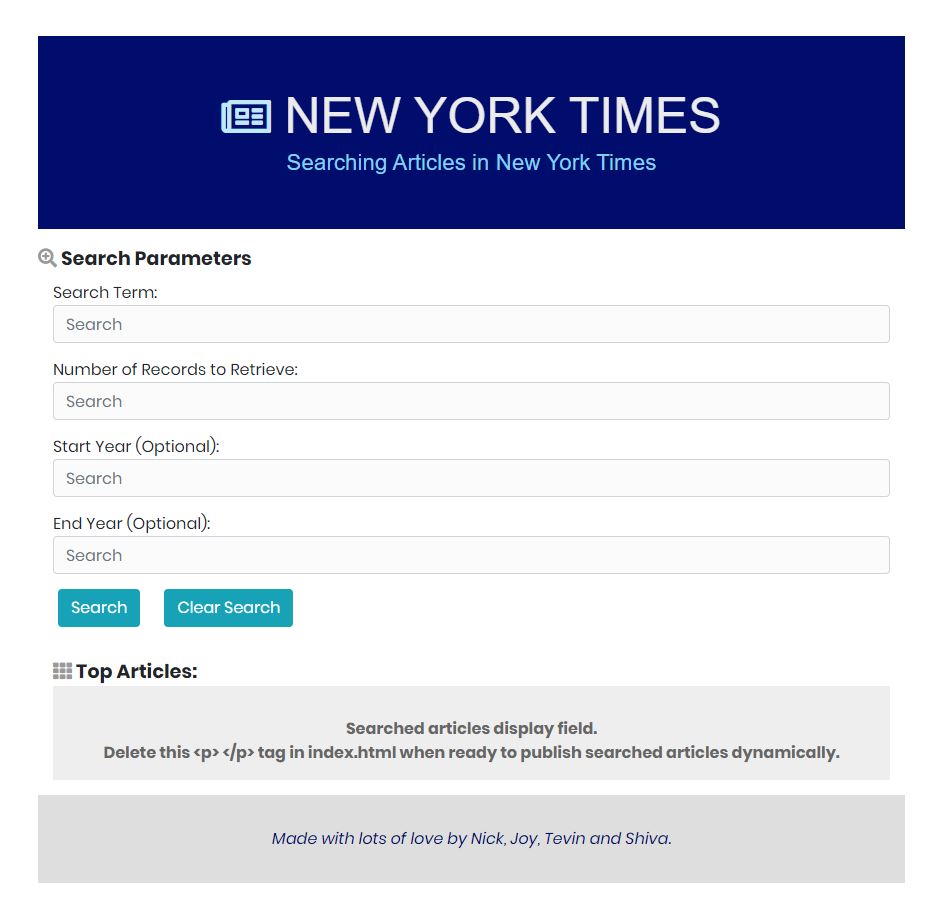 NEW YORK TIMES
Searching Articles in New York Times
Search Parameters
Search Term:
Search
Number of Records to Retrieve:
Search
Start Year (Optional):
Search
End Year (Optional):
Search
Search Clear Search
Top Articles:
Searched articles display field.
Delete this <p> </p> tag in index.html when ready to publish searched articles dynamically.
Made with lots of love by Nick, Joy, Tevin and Shiva.